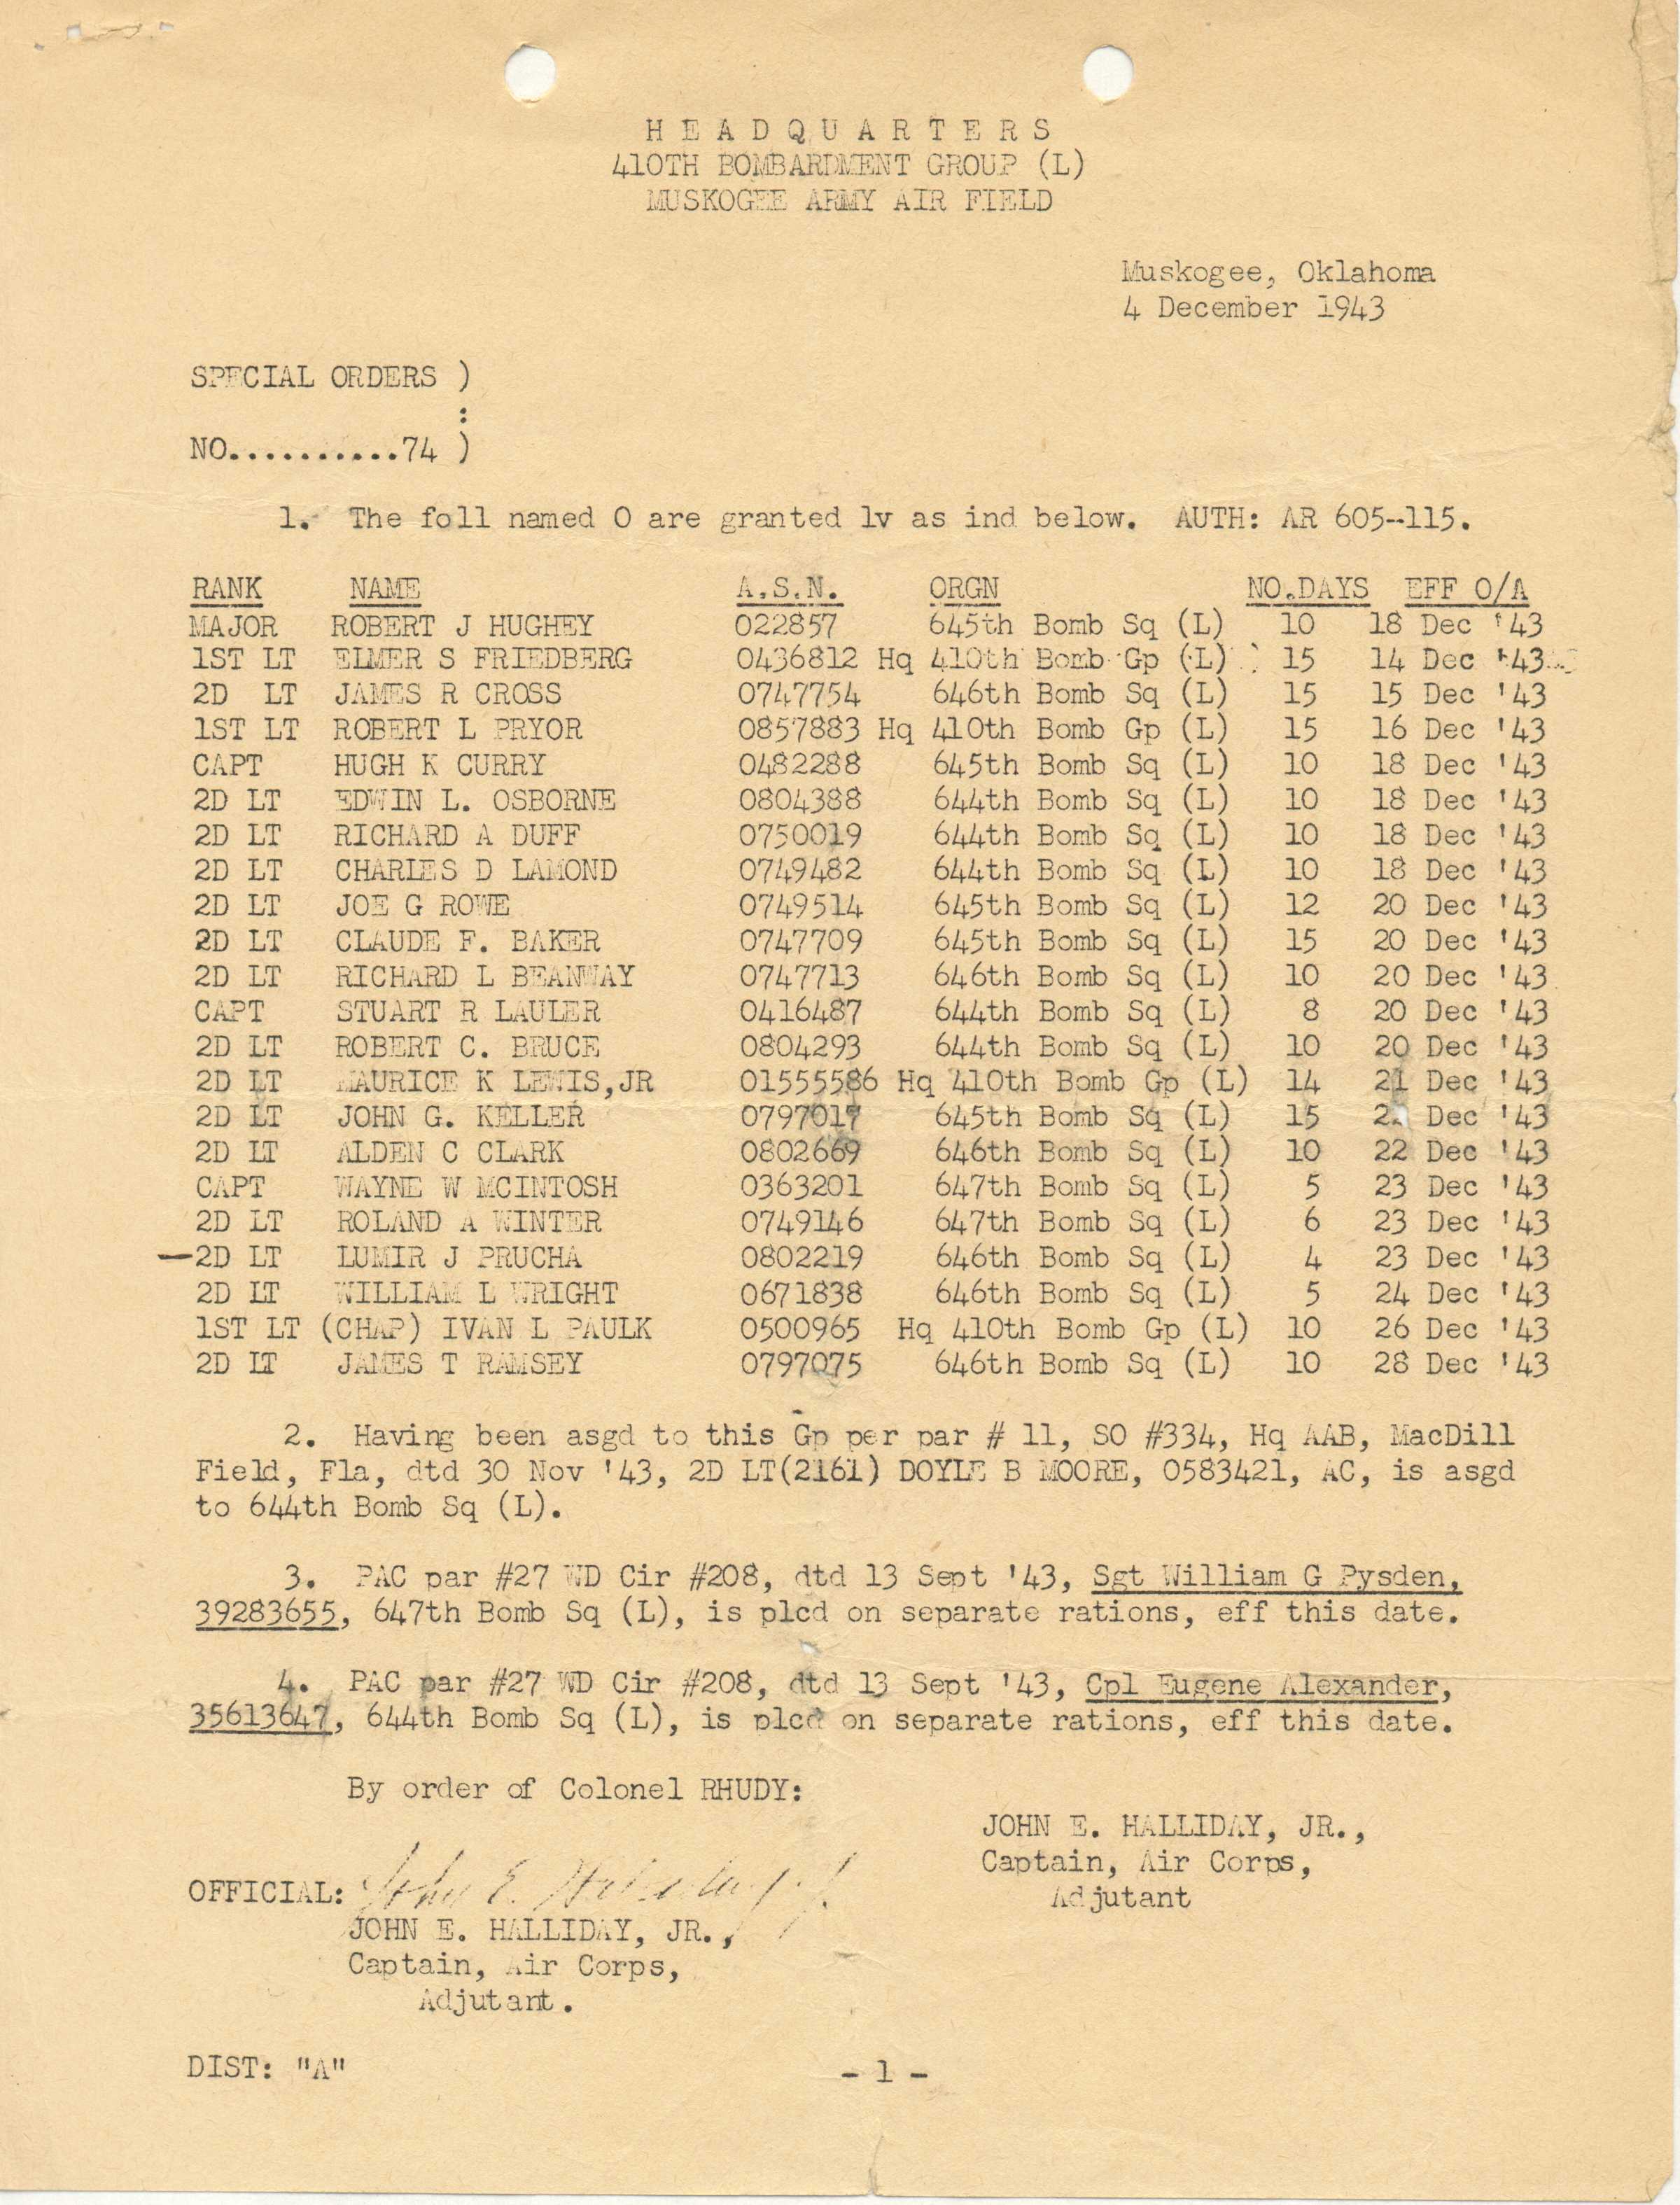 H E A D Q U A R T E R S
410TH BOMBARDMENT GROUP (L)
MUSKOGEE ARMY AIR FIELD
Muskogee, Oklahoma
4 December 1943
SPECIAL ORDERS )
:
NO...........74 )
1. The foll named O are granted lv as ind below. AUTH: AR 605--115.
RANK NAME A.S.N. ORGN NO.DAYS EFF O/A
MAJOR ROBERT J HUGHEY 022857 645th Bomb Sq (L) 10 18 Dec '43
1ST LT ELMER S FRIEDBERG 0436812 Hq 410th Bomb Gp (L) 15 14 Dec '43
2D LT JAMES R CROSS 0747754 646th Bomb Sq (L) 15 15 Dec '43
1ST LT ROBERT L PRYOR 0857883 Hq 410th Bomb Gp (L) 15 16 Dec '43
CAPT HUGH K CURRY 0482288 645th Bomb Sq (L) 10 18 Dec '43
2D LT EDWIN L. OSBORNE 0804388 644th Bomb Sq (L) 10 18 Dec '43
2D LT RICHARD A DUFF 0750019 644th Bomb Sq (L) 10 18 Dec '43
2D LT CHARLES D LAMOND 0749482 644th Bomb Sq (L) 10 18 Dec '43
2D LT JOE G ROWE 0749514 645th Bomb Sq (L) 12 20 Dec '43
2D LT CLAUDE F. BAKER 0747709 645th Bomb Sq (L) 15 20 Dec '43
2D LT RICHARD L BEANWAY 0747713 646th Bomb Sq (L) 10 20 Dec '43
CAPT STUART R LAULER 0416487 644th Bomb Sq (L) 8 20 Dec '43
2D LT ROBERT C. BRUCE 0804293 644th Bomb Sq (L) 10 20 Dec '43
2D LT MAURICE K LEWIS,JR 01555586 Hq 410th Bomb Gp (L) 14 21 Dec '43
2D LT JOHN G. KELLER 0797017 645th Bomb Sq (L) 15 Dec '43
2D LT ALDEN C CLARK 0802669 646th Bomb Sq (L) 10 22 Dec '43
CAPT WAYNE W MCINTOSH 0363201 647th Bomb Sq (L) 5 23 Dec '43
2D LT ROLAND A WINTER 0749146 647th Bomb Sq (L) 6 23 Dec '43
—2D LT LUMIR J PRUCHA 0802219 646th Bomb Sq (L) 4 23 Dec '43
2D LT WILLIAM L WRIGHT 0671838 646th Bomb Sq (L) 5 24 Dec '43
1ST LT (CHAP) IVAN L PAULK 0500965 Hq 410th Bomb Gp (L) 10 26 Dec '43
2D LT JAMES T RAMSEY 0797075 646th Bomb Sq (L) 10 28 Dec '43
2. Having been asgd to this Gp per par # 11, SO #334, Hq AAB, MacDill
Field, Fla, dtd 30 Nov '43, 2D LT(2161) DOYLE B MOORE, 0583421, AC, is asgd
to 644th Bomb Sq (L).
3. PAC par #27 WD Cir #208, dtd 13 Sept '43, Sgt William G Pysden,
39283655, 647th Bomb Sq (L), is plcd on separate rations, eff this date.
4. PAC par #27 WD Cir #208, dtd 13 Sept '43, Cpl Eugene Alexander,
35613647, 644th Bomb Sq (L), is plcd on separate rations, eff this date.
By order of Colonel RHUDY:
JOHN E. HALLIDAY, JR.,
Captain, Air Corps,
Adjutant
OFFICIAL: John E. Halliday Jr.
JOHN E. HALLIDAY, JR.,
Captain, Air Corps,
Adjutant.
DIST: "A"
- 1 -